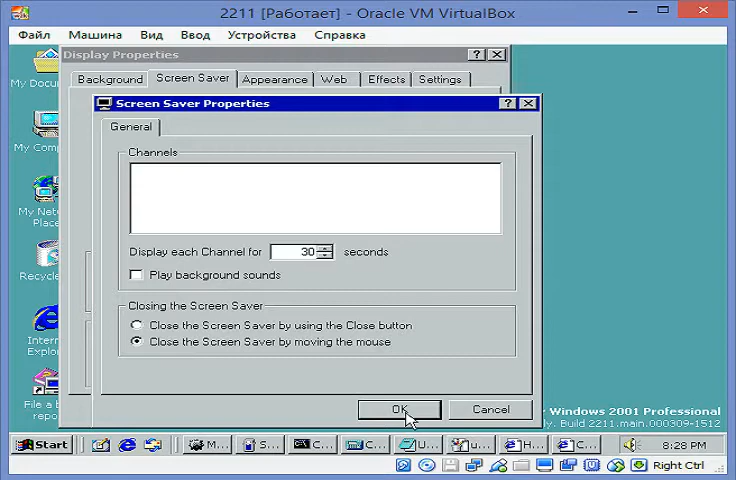 2211 [Работает] - Oracle VM VirtualBox
Файл Машина Вид Ввод Устройства Справка
Display Properties
Background Screen Saver Appearance Web Effects Settings
Screen Saver Properties
General
Channels
Display each Channel for 30 seconds
Play background sounds
Closing the Screen Saver
Close the Screen Saver by using the Close button
Close the Screen Saver by moving the mouse
OK Cancel
My Docu
My Comp
My Net
Place
Recycle
Intern
Explor
File a b
repo
Windows 2001 Professional
ly. Build 2211.main.000309-1512
Start M... S... C... C... U... u... H... C... 8:28 PM
Right Ctrl